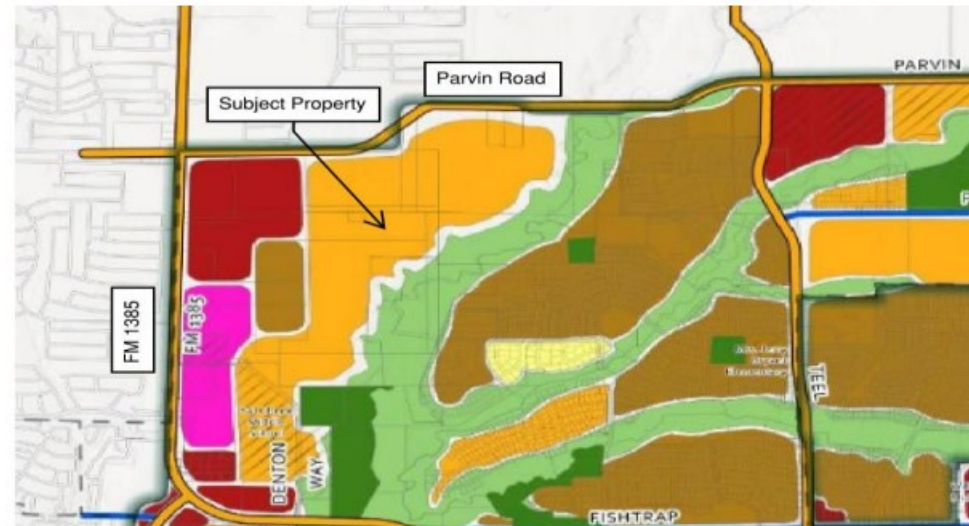 Parvin Road
PARVIN
Subject Property
FM 1385
FM 1385
TEEL
DENTON
WAY
FISHTRAP